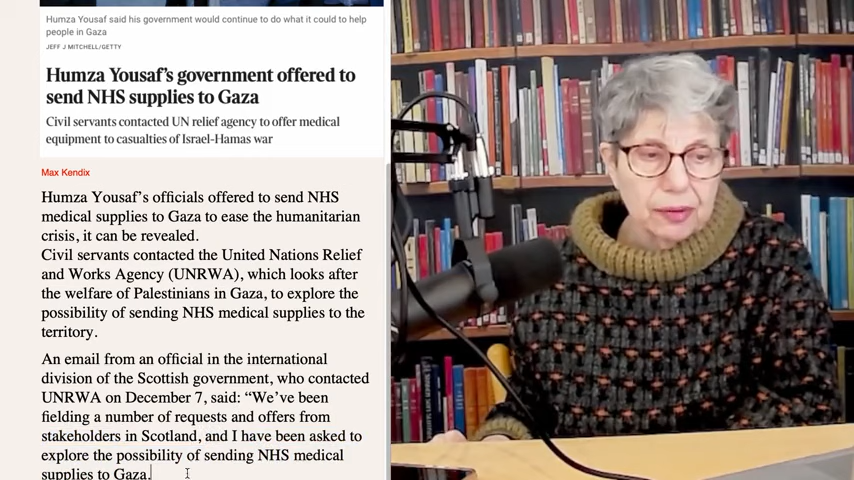 Humza Yousaf said his government would continue to do what it could to help
people in Gaza
JEFF J MITCHELL/GETTY
Humza Yousaf’s government offered to
send NHS supplies to Gaza
Civil servants contacted UN relief agency to offer medical
equipment to casualties of Israel-Hamas war
Max Kendix
Humza Yousaf’s officials offered to send NHS
medical supplies to Gaza to ease the humanitarian
crisis, it can be revealed.
Civil servants contacted the United Nations Relief
and Works Agency (UNRWA), which looks after
the welfare of Palestinians in Gaza, to explore the
possibility of sending NHS medical supplies to the
territory.
An email from an official in the international
division of the Scottish government, who contacted
UNRWA on December 7, said: “We’ve been
fielding a number of requests and offers from
stakeholders in Scotland, and I have been asked to
explore the possibility of sending NHS medical
supplies to Gaza.